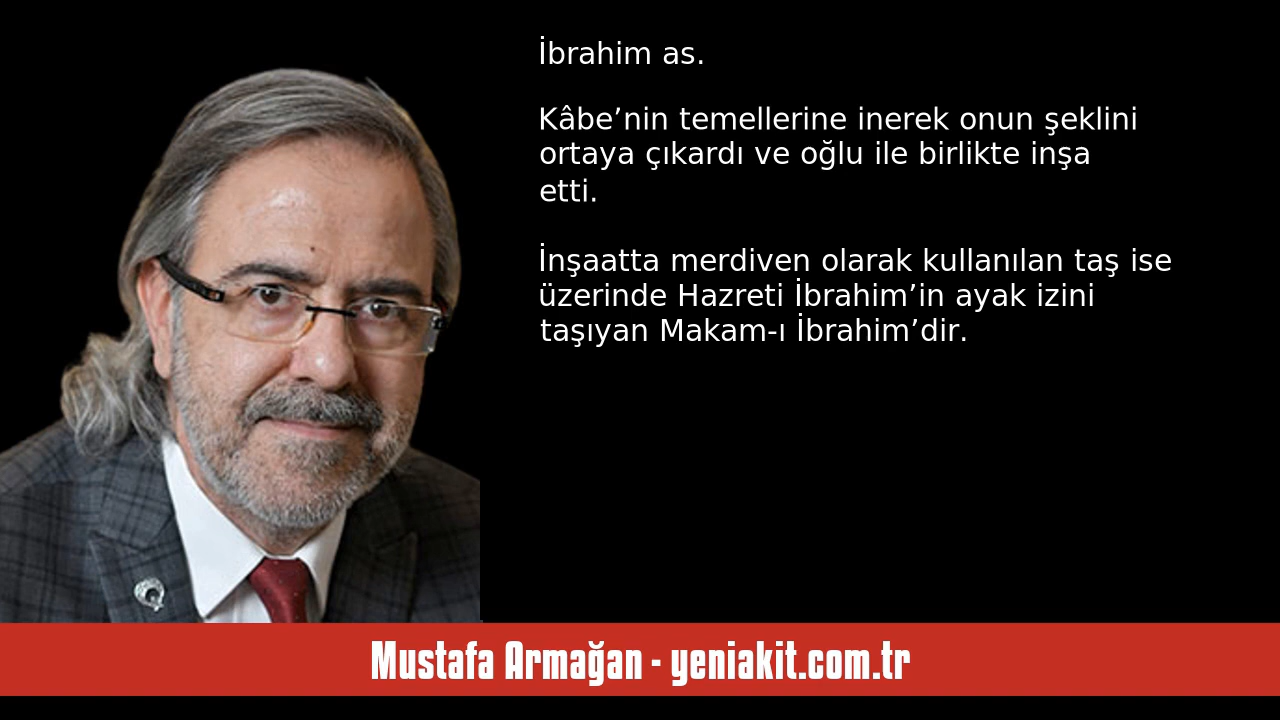 İbrahim as.
Kâbe’nin temellerine inerek onun şeklini
ortaya çıkardı ve oğlu ile birlikte inşa
etti.
İnşaatta merdiven olarak kullanılan taş ise
üzerinde Hazreti İbrahim’in ayak izini
taşıyan Makam-ı İbrahim’dir.
Mustafa Armağan - yeniakit.com.tr